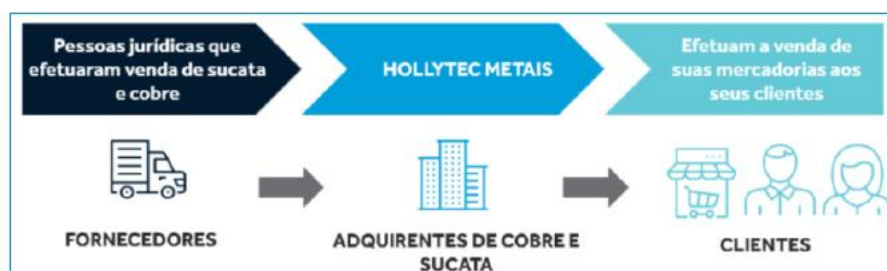 Pessoas jurídicas que
efetuaram venda de sucata
e cobre
HOLLYTEC METAIS
Efetuam a venda de
suas mercadorias aos
seus clientes
FORNECEDORES
ADQUIRENTES DE COBRE E
SUCATA
CLIENTES